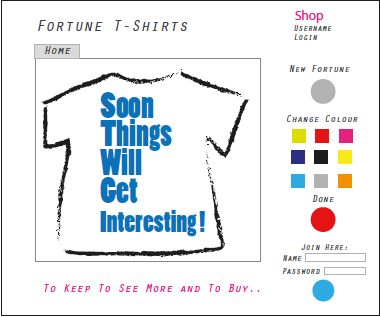 Fortune T-Shirts
Shop
Username
Login
Home
Soon
Things
Will
Get
Interesting!
New Fortune
Change Colour
Done
Join Here:
Name
Password
To Keep To See More and To Buy..